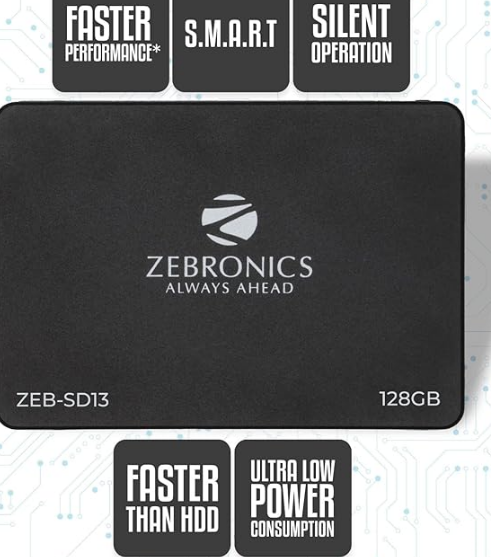 FASTER
PERFORMANCE*
S.M.A.R.T
SILENT
OPERATION
ZEBRONICS
ALWAYS AHEAD
ZEB-SD13
128GB
FASTER
THAN HDD
ULTRA LOW
POWER
CONSUMPTION